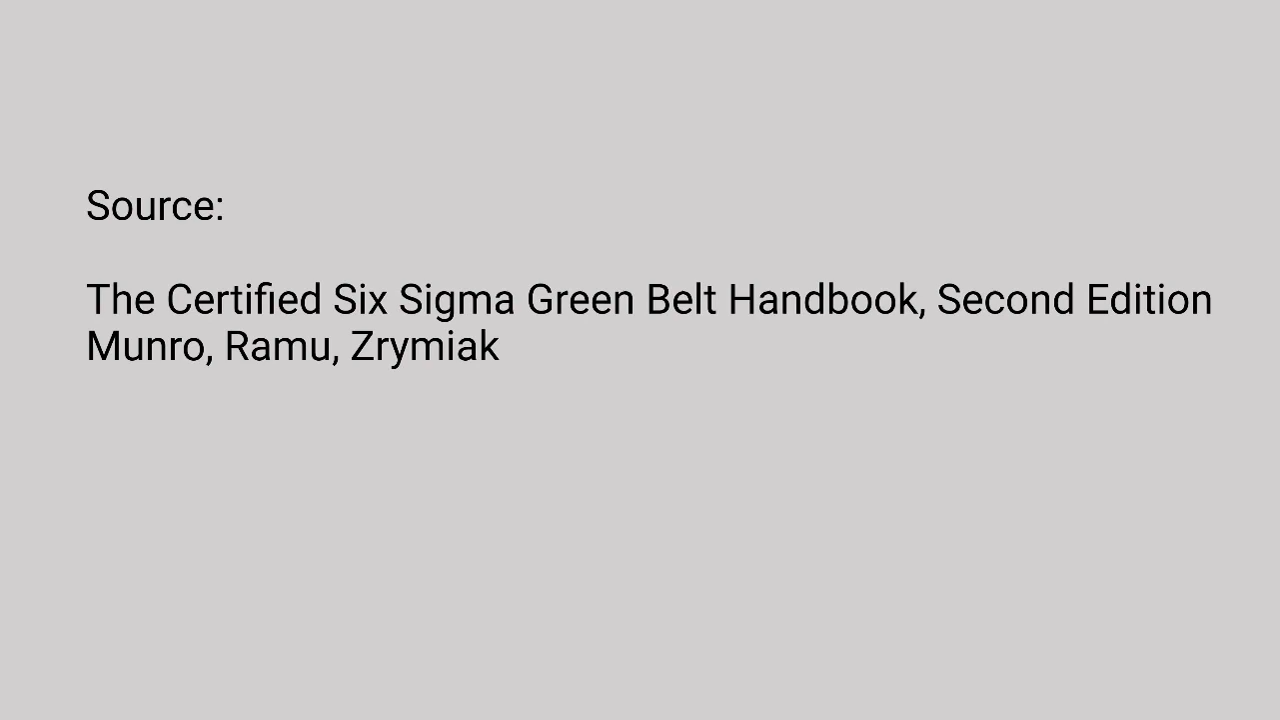 Source:
The Certified Six Sigma Green Belt Handbook, Second Edition
Munro, Ramu, Zrymiak